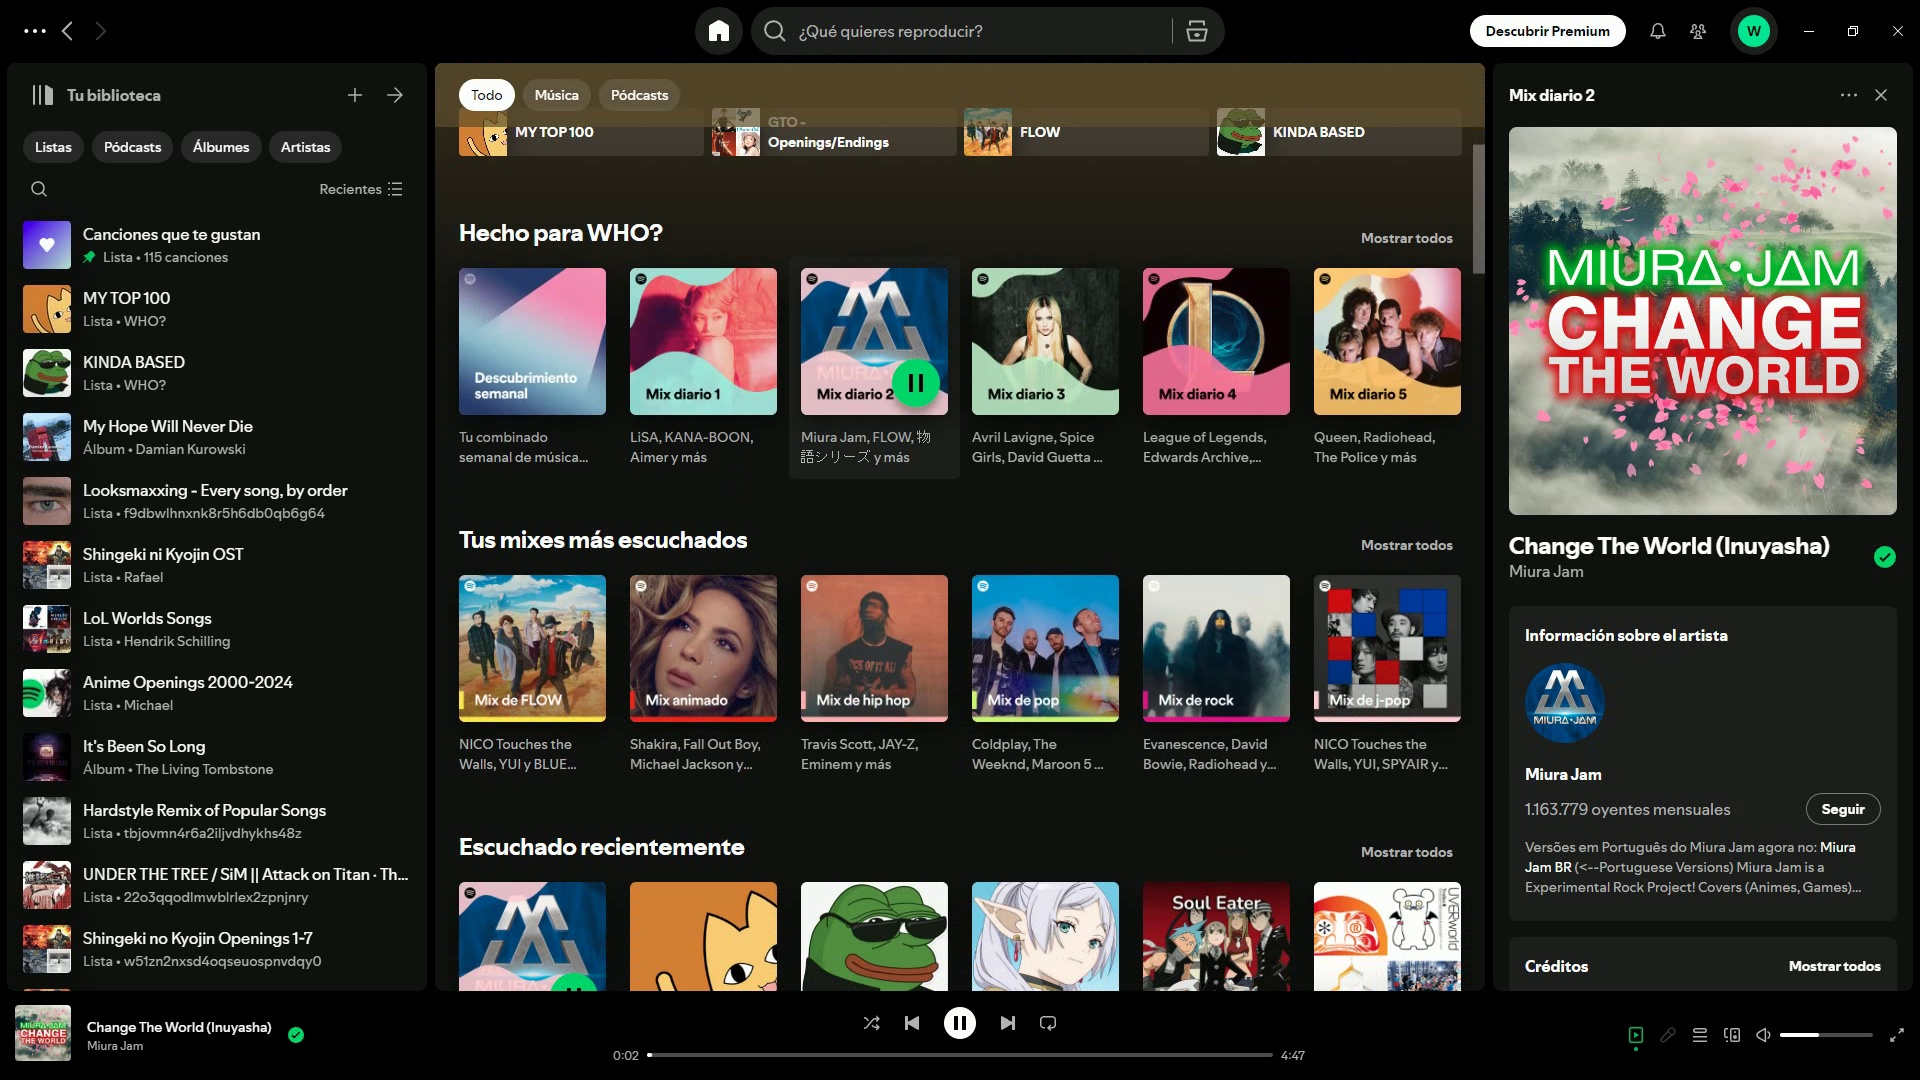 ¿Qué quieres reproducir?
Descubrir Premium
W
Tu biblioteca
Listas
Pódcasts
Álbumes
Artistas
Recientes
Canciones que te gustan
Lista • 115 canciones
MY TOP 100
Lista • WHO?
KINDA BASED
Lista • WHO?
My Hope Will Never Die
Álbum • Damian Kurowski
Looksmaxxing - Every song, by order
Lista • f9dbwlhnxnk8r5h6db0qb6g64
Shingeki ni Kyojin OST
Lista • Rafael
LoL Worlds Songs
Lista • Hendrik Schilling
Anime Openings 2000-2024
Lista • Michael
It's Been So Long
Álbum • The Living Tombstone
Hardstyle Remix of Popular Songs
Lista • tbjovmn4r6a2iljvdhykhs48z
UNDER THE TREE / SiM || Attack on Titan · Th...
Lista • 22o3qqodlmwblrlex2zpnjnry
Shingeki no Kyojin Openings 1-7
Lista • w51zn2nxsd4oqseuospnvdqy0
Todo
Música
Pódcasts
MY TOP 100
GTO -
Openings/Endings
FLOW
KINDA BASED
Hecho para WHO?
Mostrar todos
Descubrimiento
semanal
Mix diario 1
MIURA
Mix diario 2
Mix diario 3
Mix diario 4
Mix diario 5
Tu combinado
semanal de música...
LiSA, KANA-BOON,
Aimer y más
Miura Jam, FLOW, 物
語シリーズ y más
Avril Lavigne, Spice
Girls, David Guetta ...
League of Legends,
Edwards Archive,...
Queen, Radiohead,
The Police y más
Tus mixes más escuchados
Mostrar todos
Mix de FLOW
Mix animado
Mix de hip hop
Mix de pop
Mix de rock
Mix de j-pop
NICO Touches the
Walls, YUI y BLUE...
Shakira, Fall Out Boy,
Michael Jackson y...
Travis Scott, JAY-Z,
Eminem y más
Coldplay, The
Weeknd, Maroon 5 ...
Evanescence, David
Bowie, Radiohead y...
NICO Touches the
Walls, YUI, SPYAIR y...
Escuchado recientemente
Mostrar todos
Soul Eater
UVERworld
Mix diario 2
MIURA•JAM
CHANGE
THE WORLD
Change The World (Inuyasha)
Miura Jam
Información sobre el artista
MIURA•JAM
Miura Jam
1.163.779 oyentes mensuales
Seguir
Versões em Português do Miura Jam agora no: Miura
Jam BR (<--Portuguese Versions) Miura Jam is a
Experimental Rock Project! Covers (Animes, Games)...
Créditos
Mostrar todos
MIURA•JAM
CHANGE
THE WORLD
Change The World (Inuyasha)
Miura Jam
0:02
4:47